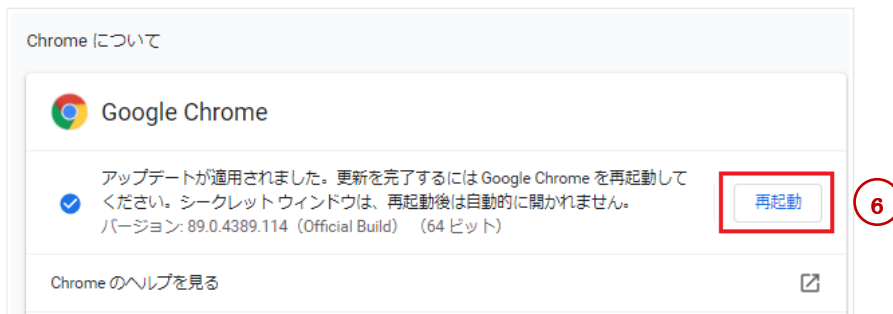 Chrome について
Google Chrome
アップデートが適用されました。更新を完了するには Google Chrome を再起動して
ください。シークレット ウィンドウは、再起動後は自動的に開かれません。
バージョン: 89.0.4389.114（Official Build） （64 ビット）
再起動
6
Chrome のヘルプを見る